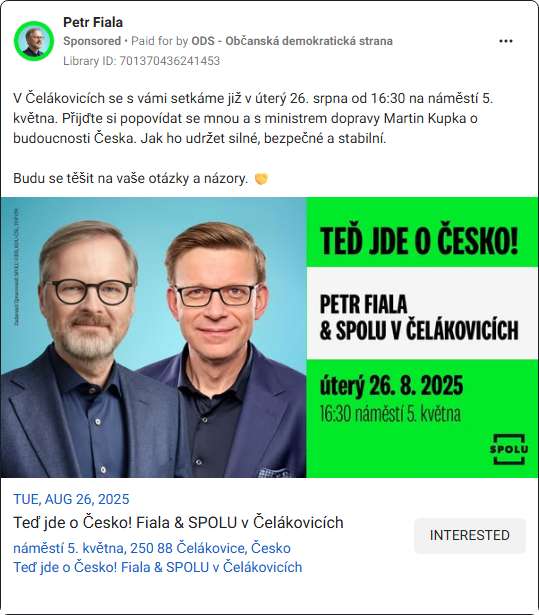 Petr Fiala
Sponsored • Paid for by ODS - Občanská demokratická strana
Library ID: 701370436241453
V Čelákovicích se s vámi setkáme již v úterý 26. srpna od 16:30 na náměstí 5.
května. Přijďte si popovídat se mnou a s ministrem dopravy Martin Kupka o
budoucnosti Česka. Jak ho udržet silné, bezpečné a stabilní.
Budu se těšit na vaše otázky a názory. 🤝
TEĎ JDE O ČESKO!
PETR FIALA
& SPOLU V ČELÁKOVICÍCH
úterý 26. 8. 2025
16:30 náměstí 5. května
SPOLU
TUE, AUG 26, 2025
Teď jde o Česko! Fiala & SPOLU v Čelákovicích
INTERESTED
náměstí 5. května, 250 88 Čelákovice, Česko
Teď jde o Česko! Fiala & SPOLU v Čelákovicích